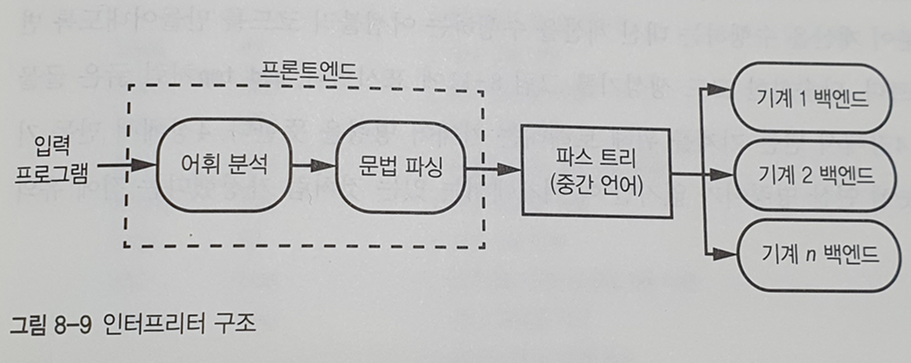 프론트엔드
입력
프로그램
어휘 분석
문법 파싱
파스 트리
(중간 언어)
기계 1 백엔드
기계 2 백엔드
기계 n 백엔드
그림 8-9 인터프리터 구조